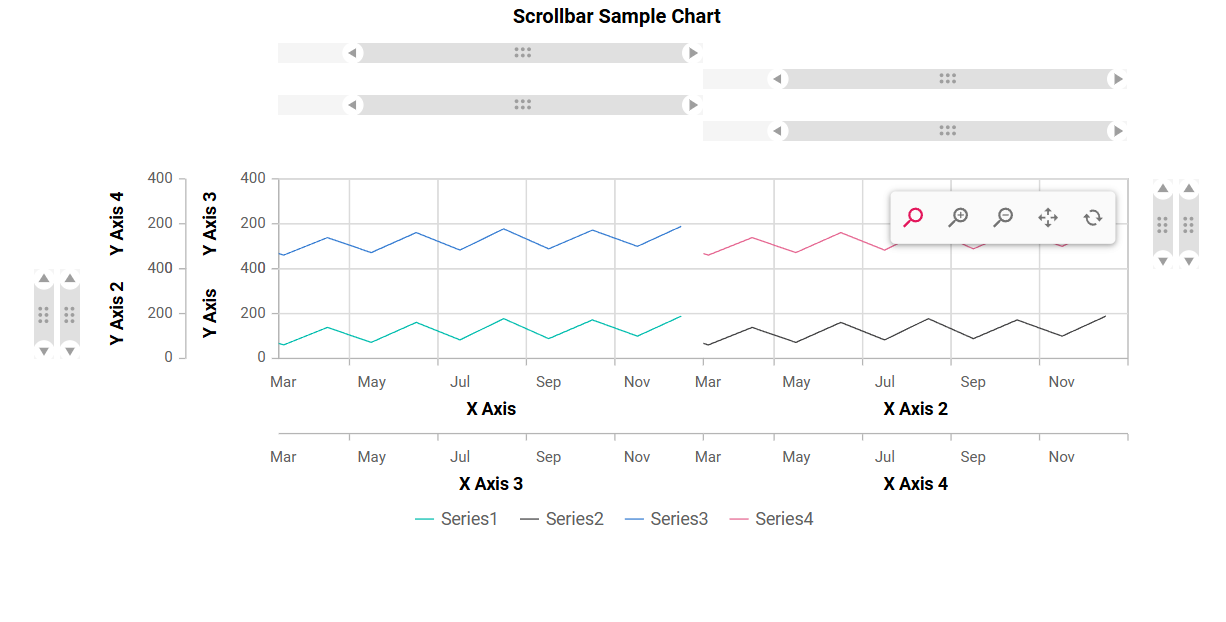 Scrollbar Sample Chart
400 400
Y Axis 4 Y Axis 3
200 200
400 400
Y Axis 2 Y Axis
200 200
0 0
Mar May Jul Sep Nov Mar May Jul Sep Nov
X Axis X Axis 2
Mar May Jul Sep Nov Mar May Jul Sep Nov
X Axis 3 X Axis 4
Series1 Series2 Series3 Series4